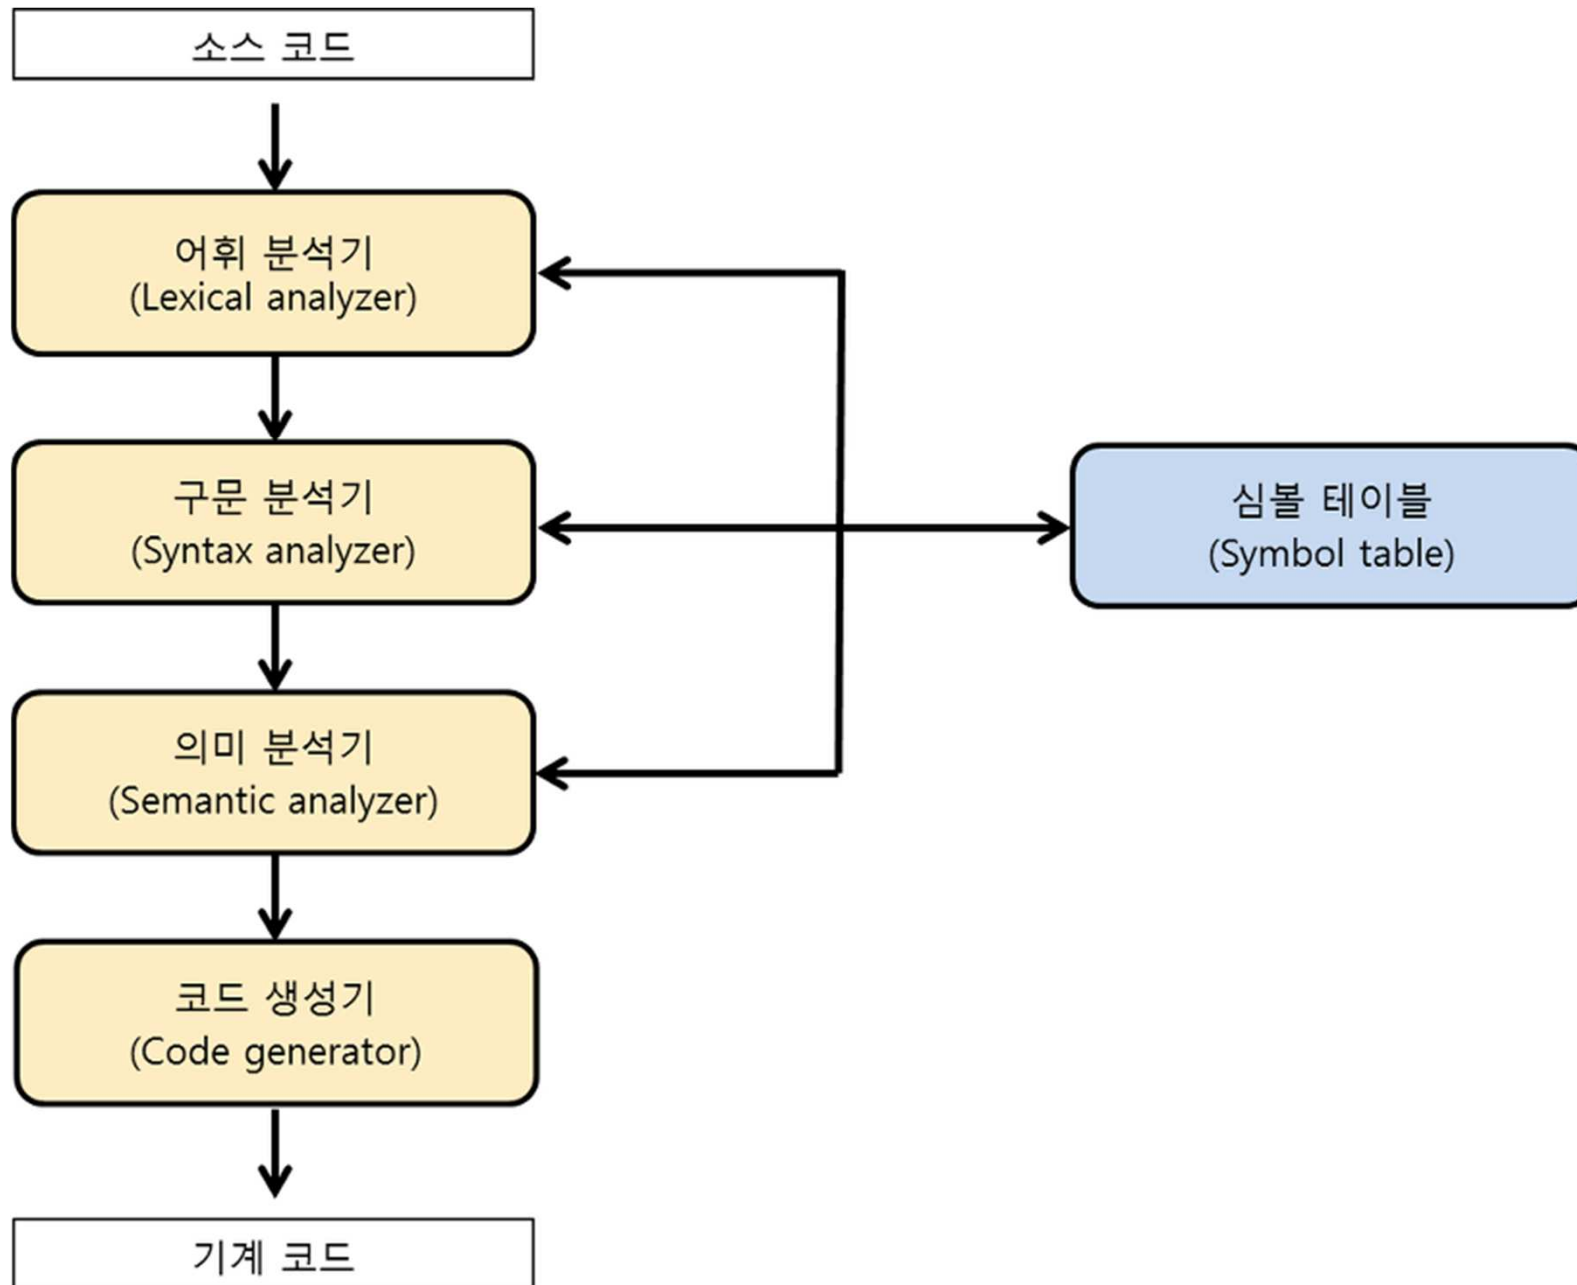 소스 코드
어휘 분석기
(Lexical analyzer)
구문 분석기
(Syntax analyzer)
심볼 테이블
(Symbol table)
의미 분석기
(Semantic analyzer)
코드 생성기
(Code generator)
기계 코드